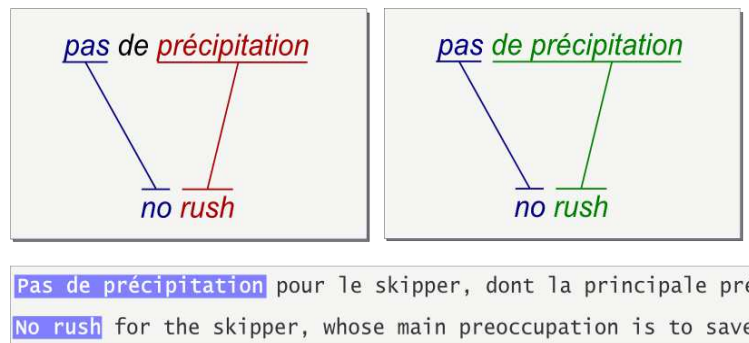 pas de précipitation
no rush
pas de précipitation
no rush
Pas de précipitation pour le skipper, dont la principale
No rush for the skipper, whose main preoccupation is to save